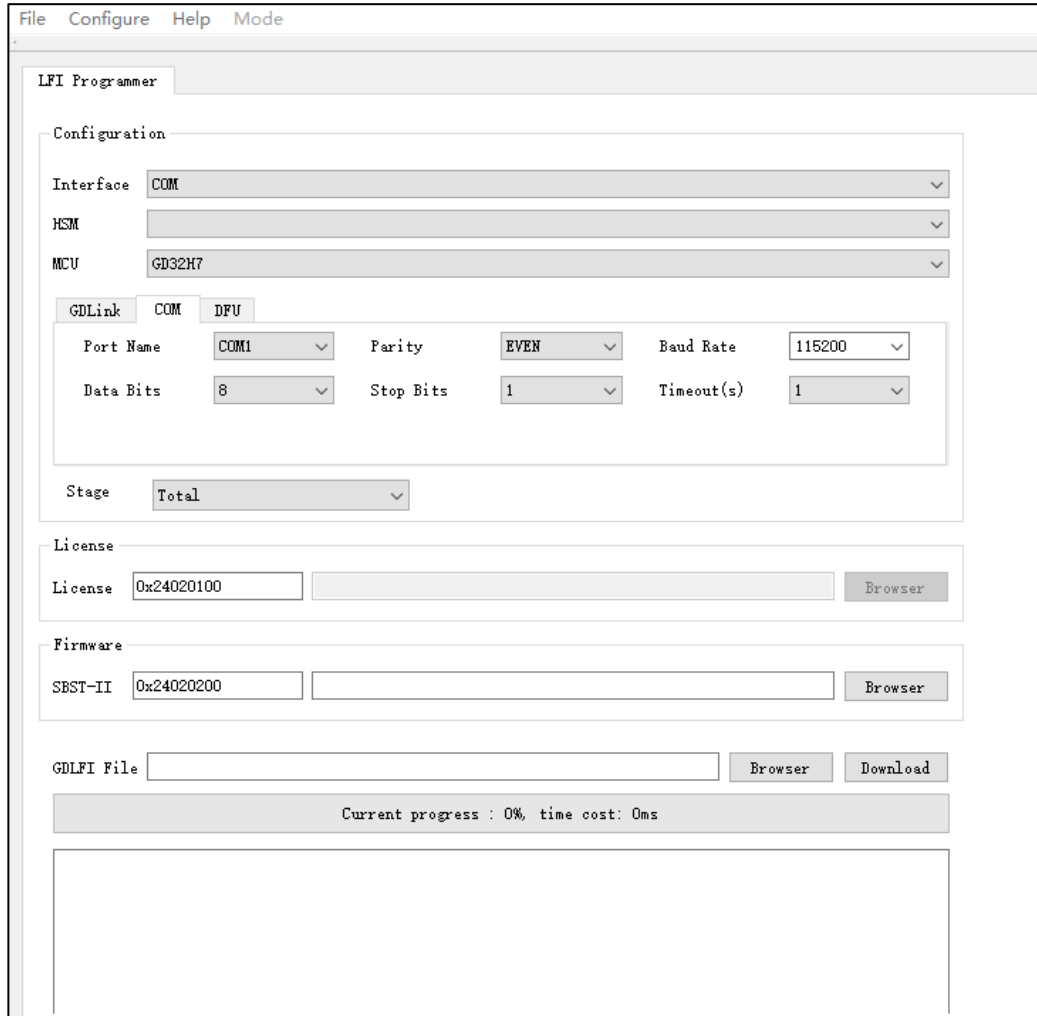 File Configure Help Mode
LFI Programmer
Configuration
Interface COM
HSM
MCU GD32H7
GDLink COM DFU
Port Name COM1 Parity EVEN Baud Rate 115200
Data Bits 8 Stop Bits 1 Timeout(s) 1
Stage Total
License
License 0x24020100 Browser
Firmware
SBST-II 0x24020200 Browser
GDLFI File Browser Download
Current progress : 0%, time cost: 0ms